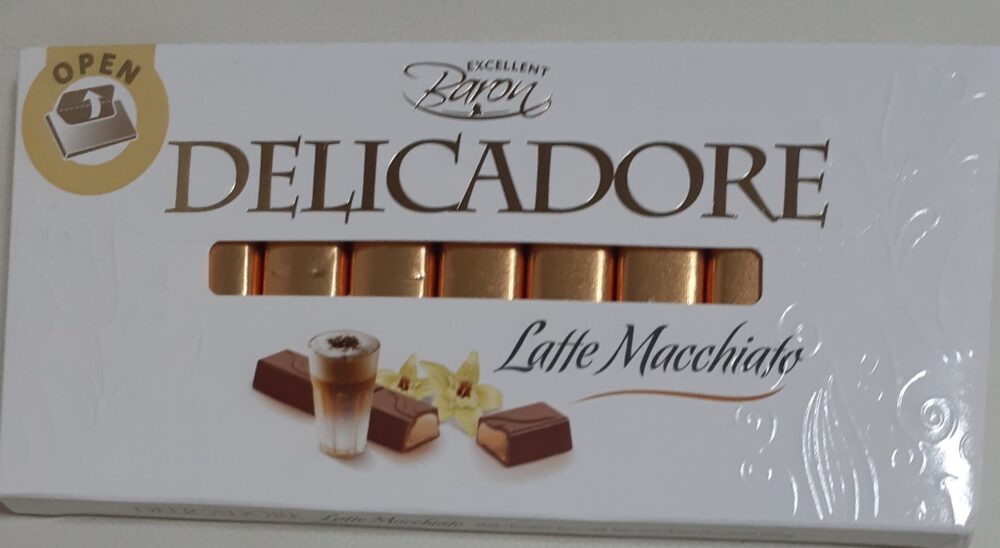 OPEN
EXCELLENT
Baron
DELICADORE
Latte Macchiato
DELICADORE Latte Macchiato